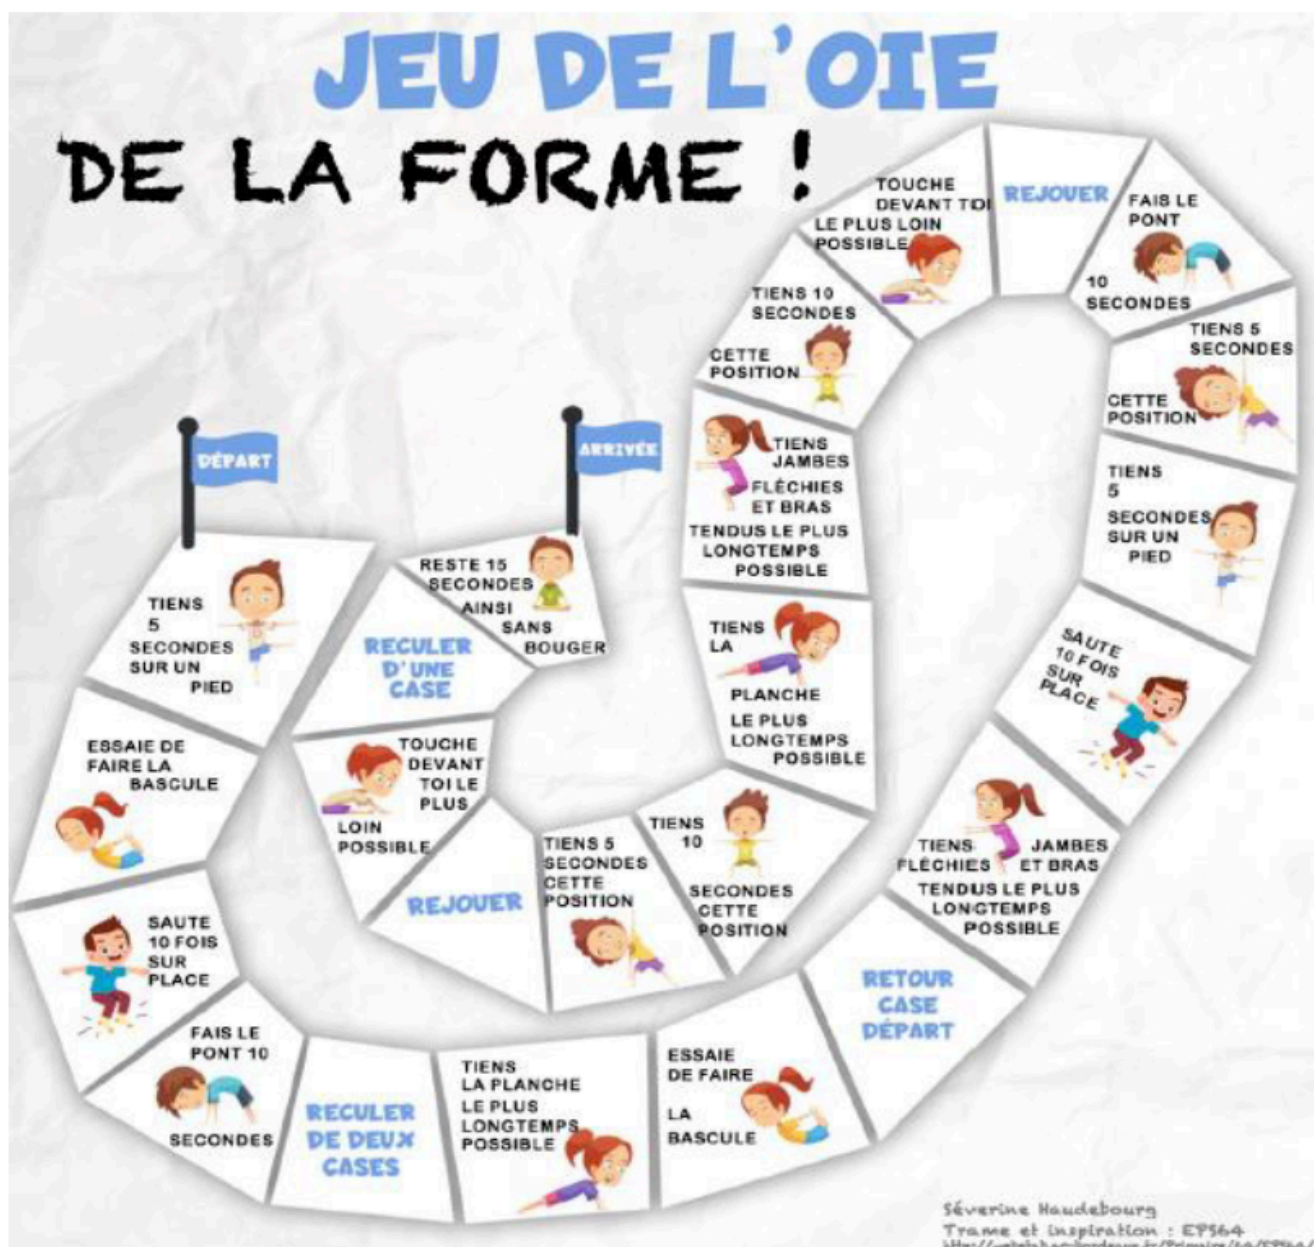 JEU DE L'OIE
DE LA FORME !
DÉPART
TIENS
5
SECONDES
SUR UN
PIED
ESSAIE DE
FAIRE LA
BASCULE
SAUTE
10 FOIS
SUR
PLACE
FAIS LE
PONT 10
SECONDES
RECULER
DE DEUX
CASES
TIENS
LA PLANCHE
LE PLUS
LONGTEMPS
POSSIBLE
ESSAIE
DE FAIRE
LA
BASCULE
RETOUR
CASE
DÉPART
TIENS JAMBES
FLÉCHIES ET BRAS
TENDUS LE PLUS
LONGTEMPS
POSSIBLE
SAUTE
10 FOIS
SUR
PLACE
TIENS
5
SECONDES
SUR UN
PIED
TIENS 5
SECONDES
CETTE
POSITION
FAIS LE
PONT
10
SECONDES
REJOUER
TOUCHE
DEVANT TOI
LE PLUS LOIN
POSSIBLE
TIENS 10
SECONDES
CETTE
POSITION
TIENS
JAMBES
FLÉCHIES
ET BRAS
TENDUS LE PLUS
LONGTEMPS
POSSIBLE
TIENS
LA
PLANCHE
LE PLUS
LONGTEMPS
POSSIBLE
TIENS
10
SECONDES
CETTE
POSITION
TIENS 5
SECONDES
CETTE
POSITION
REJOUER
TOUCHE
DEVANT
TOI LE
PLUS
LOIN
POSSIBLE
RECULER
D'UNE
CASE
RESTE 15
SECONDES
AINSI
SANS
BOUGER
ARRIVÉE
Séverine Haudebourg
Trame et inspiration : EPS64